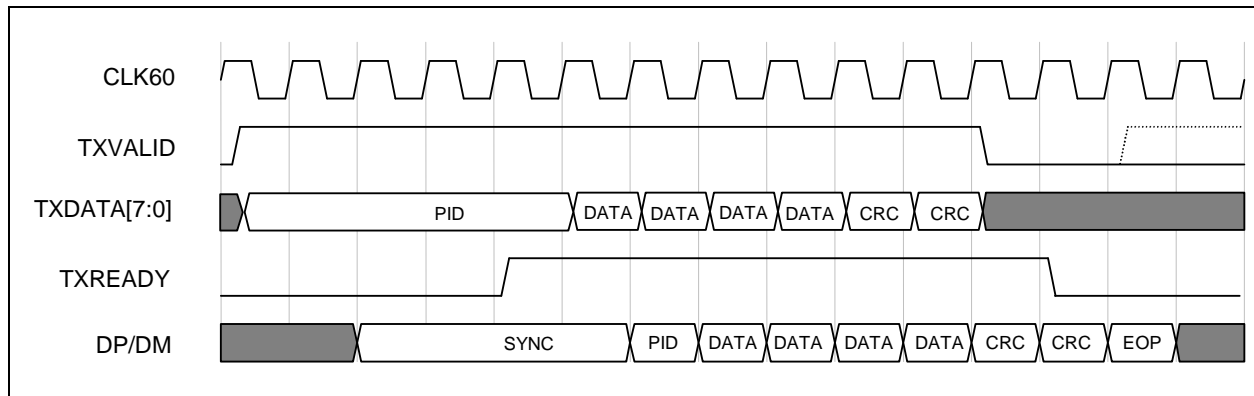 CLK60
TXVALID
TXDATA[7:0] PID DATA DATA DATA DATA CRC CRC
TXREADY
DP/DM SYNC PID DATA DATA DATA DATA CRC CRC EOP